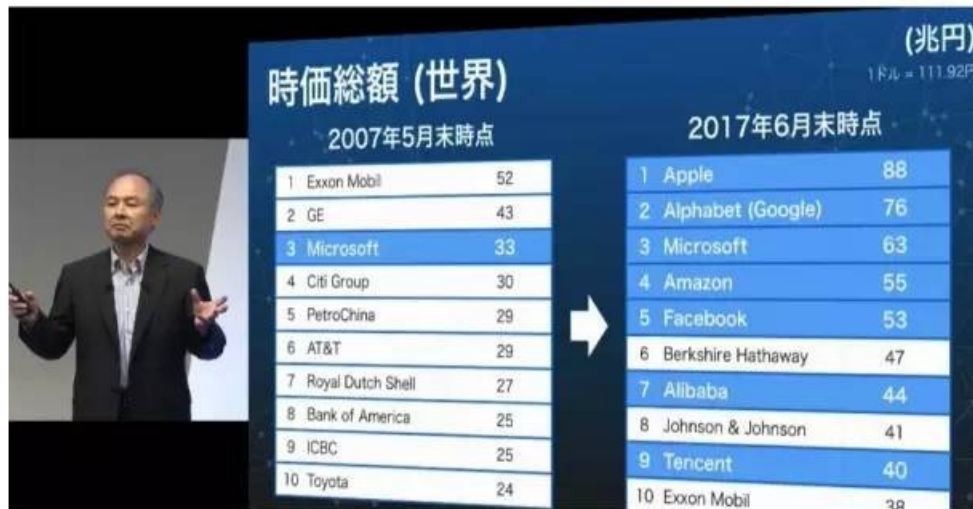 (兆円)
1ドル = 111.92円
時価総額 (世界)
2007年5月末時点
1 Exxon Mobil 52
2 GE 43
3 Microsoft 33
4 Citi Group 30
5 PetroChina 29
6 AT&T 29
7 Royal Dutch Shell 27
8 Bank of America 25
9 ICBC 25
10 Toyota 24
2017年6月末時点
1 Apple 88
2 Alphabet (Google) 76
3 Microsoft 63
4 Amazon 55
5 Facebook 53
6 Berkshire Hathaway 47
7 Alibaba 44
8 Johnson & Johnson 41
9 Tencent 40
10 Exxon Mobil 38